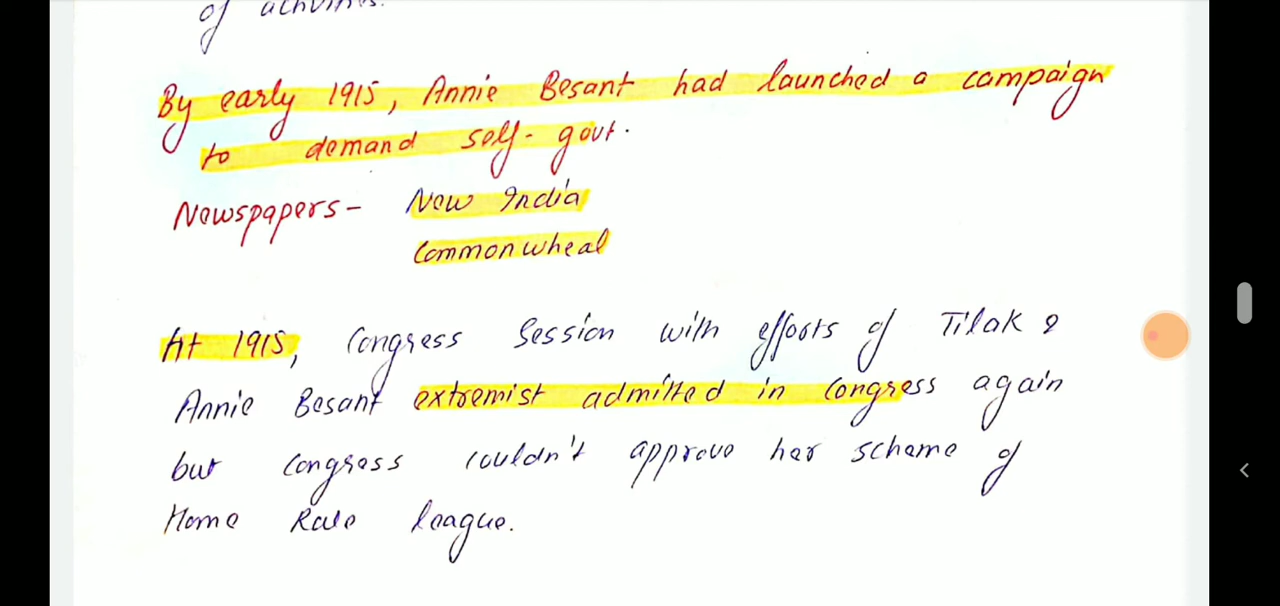 of activities.
By early 1915, Annie Besant had launched a campaign
to demand self-govt.
Newspapers- New India
Commonwheal
At 1915, Congress Session with efforts of Tilak &
Annie Besant extremist admitted in Congress again
but Congress couldn't approve her scheme of
Home Rule league.